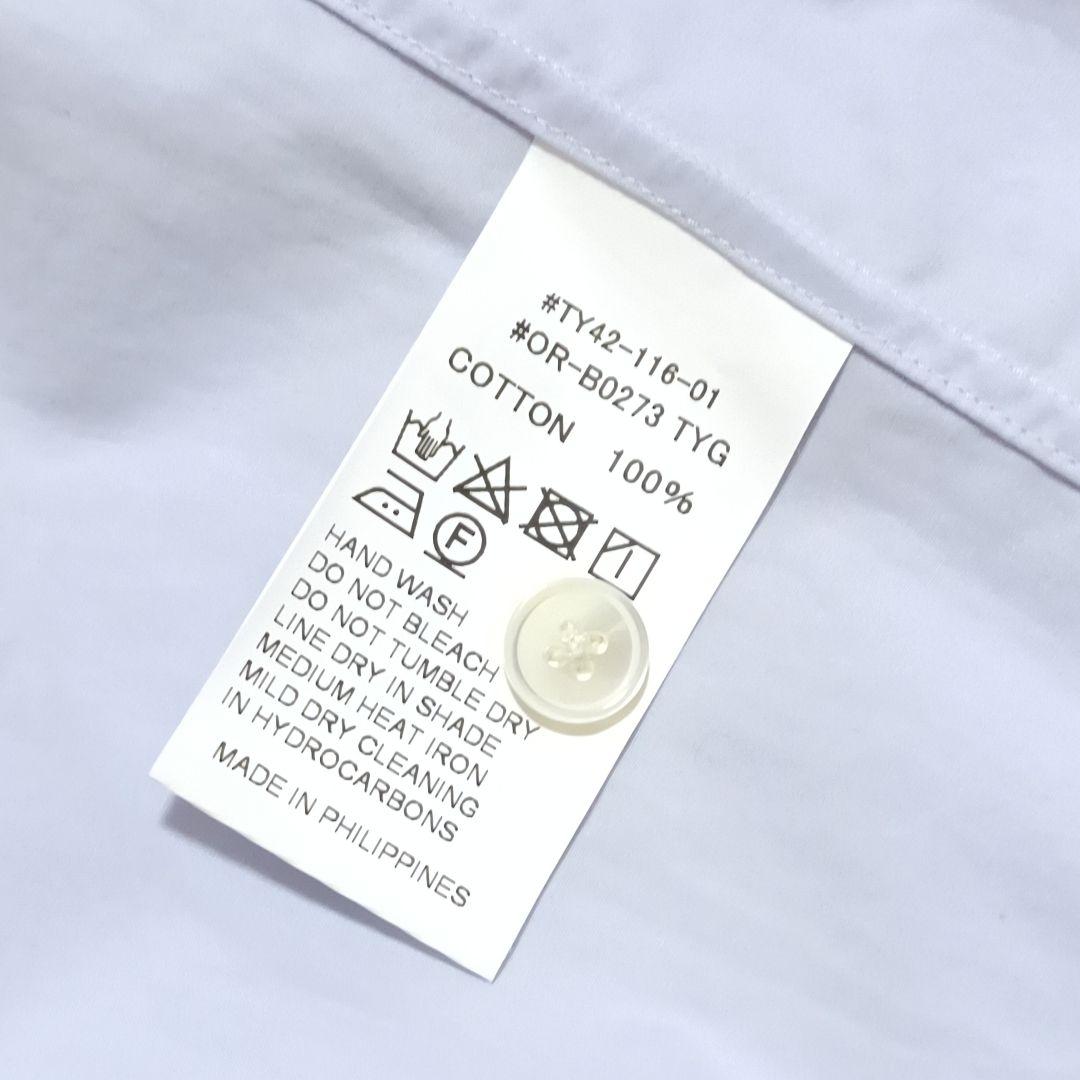 #TY42-116-01
#OR-B0273 TYG
COTTON 100%
F
HAND WASH
DO NOT BLEACH
DO NOT TUMBLE DRY
LINE DRY IN SHADE
MEDIUM HEAT IRON
MILD DRY CLEANING
IN HYDROCARBONS
MADE IN PHILIPPINES